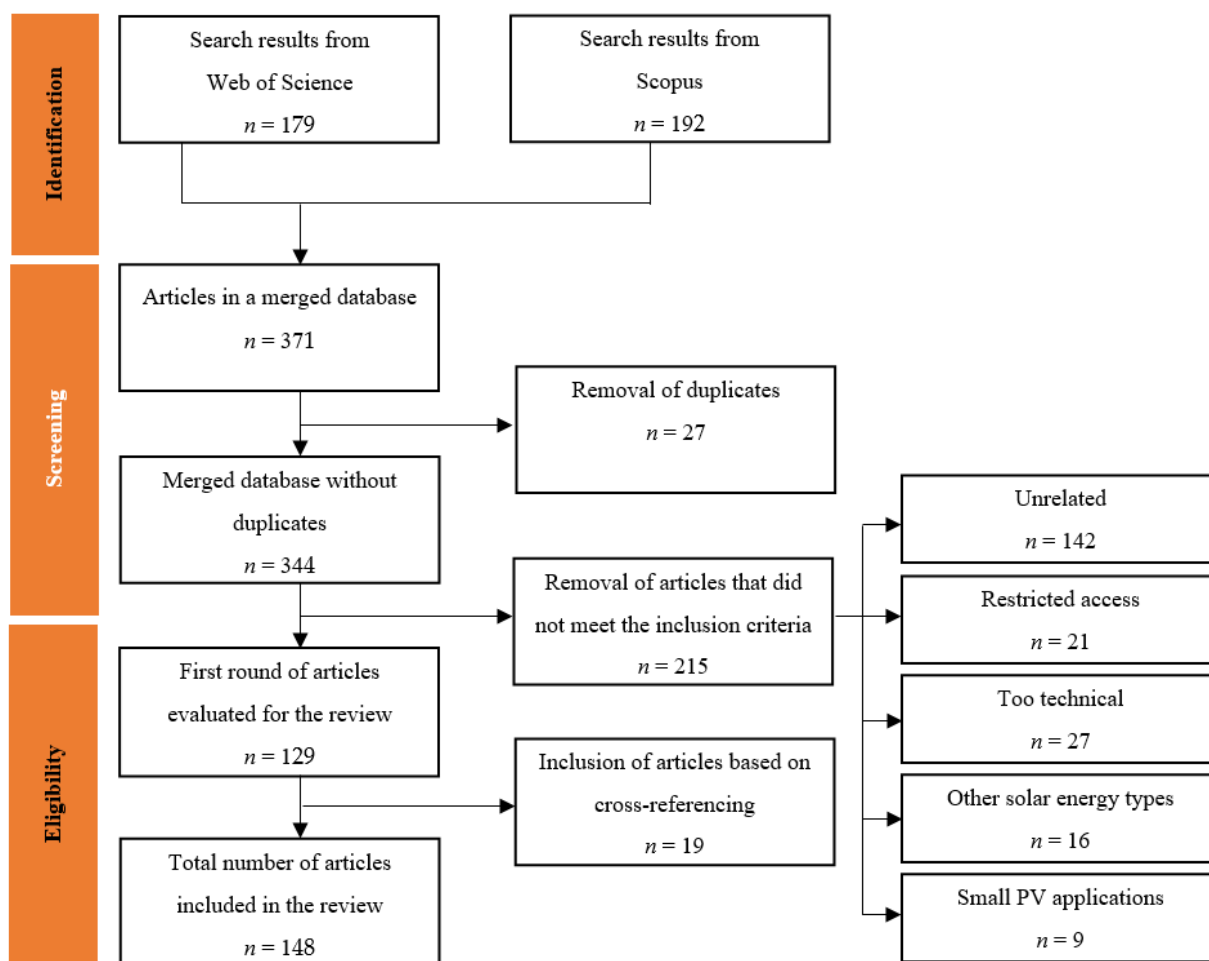 Identification
Search results from
Web of Science
n = 179
Search results from
Scopus
n = 192
Screening
Articles in a merged database
n = 371
Removal of duplicates
n = 27
Merged database without
duplicates
n = 344
Removal of articles that did
not meet the inclusion criteria
n = 215
Unrelated
n = 142
Restricted access
n = 21
Too technical
n = 27
Other solar energy types
n = 16
Small PV applications
n = 9
Eligibility
First round of articles
evaluated for the review
n = 129
Inclusion of articles based on
cross-referencing
n = 19
Total number of articles
included in the review
n = 148